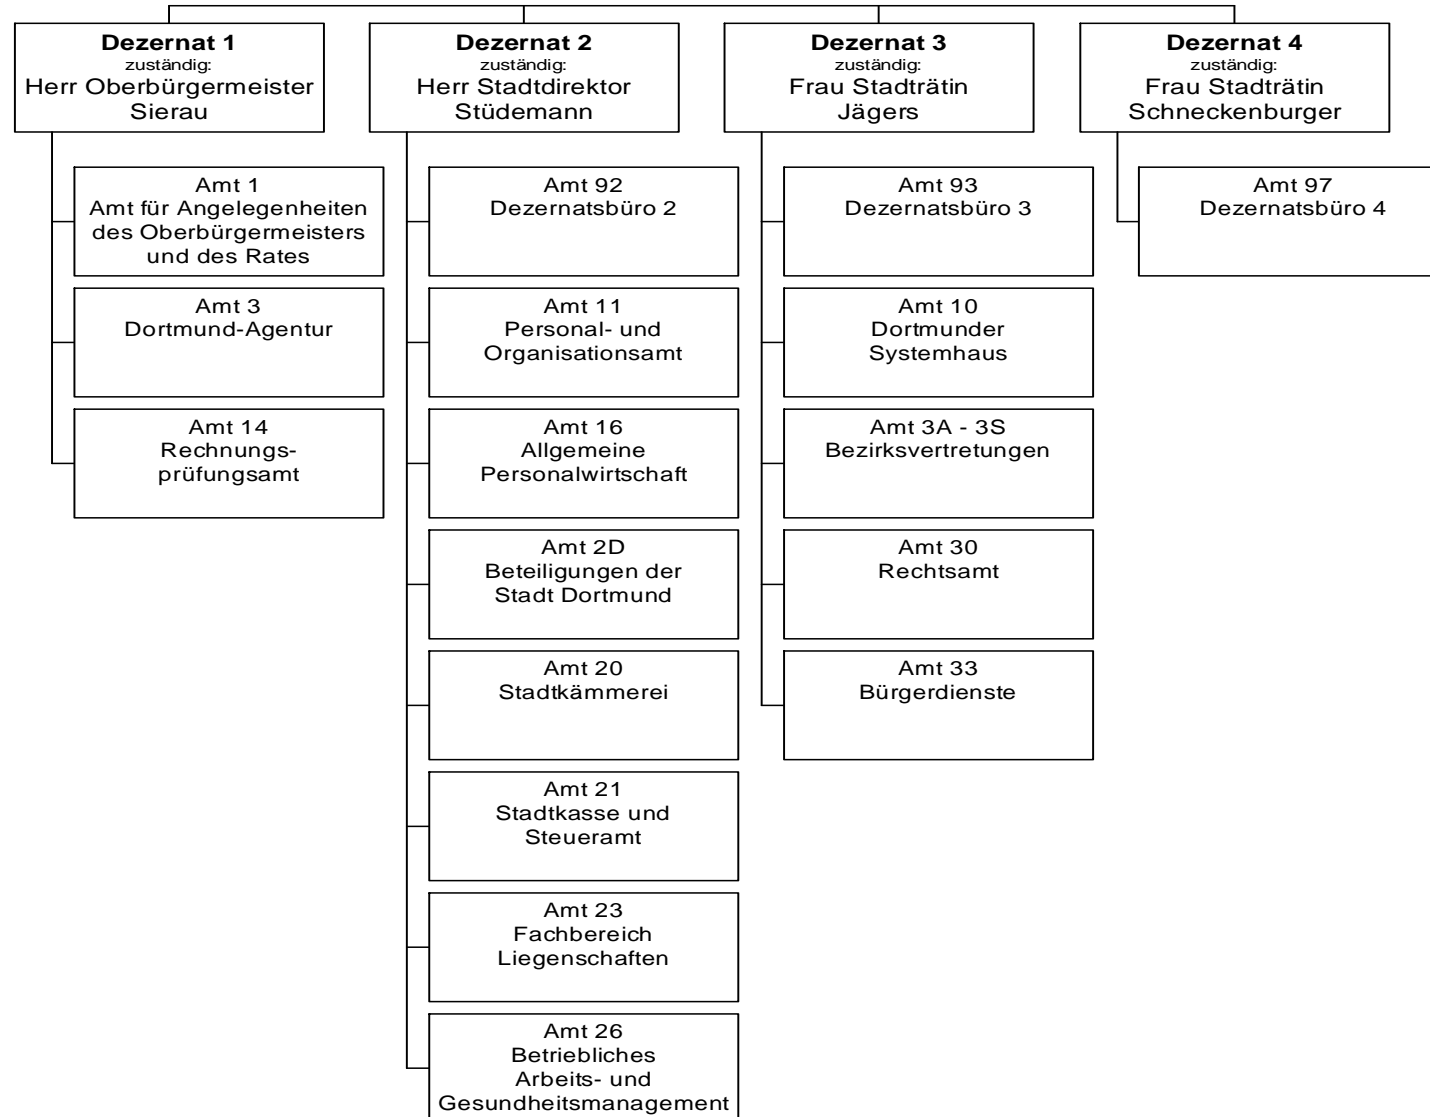 Dezernat 1
zuständig:
Herr Oberbürgermeister
Sierau
Amt 1
Amt für Angelegenheiten
des Oberbürgermeisters
und des Rates
Amt 3
Dortmund-Agentur
Amt 14
Rechnungs-
prüfungsamt
Dezernat 2
zuständig:
Herr Stadtdirektor
Stüdemann
Amt 92
Dezernatsbüro 2
Amt 11
Personal- und
Organisationsamt
Amt 16
Allgemeine
Personalwirtschaft
Amt 2D
Beteiligungen der
Stadt Dortmund
Amt 20
Stadtkämmerei
Amt 21
Stadtkasse und
Steueramt
Amt 23
Fachbereich
Liegenschaften
Amt 26
Betriebliches
Arbeits- und
Gesundheitsmanagement
Dezernat 3
zuständig:
Frau Stadträtin
Jägers
Amt 93
Dezernatsbüro 3
Amt 10
Dortmunder
Systemhaus
Amt 3A - 3S
Bezirksvertretungen
Amt 30
Rechtsamt
Amt 33
Bürgerdienste
Dezernat 4
zuständig:
Frau Stadträtin
Schneckenburger
Amt 97
Dezernatsbüro 4